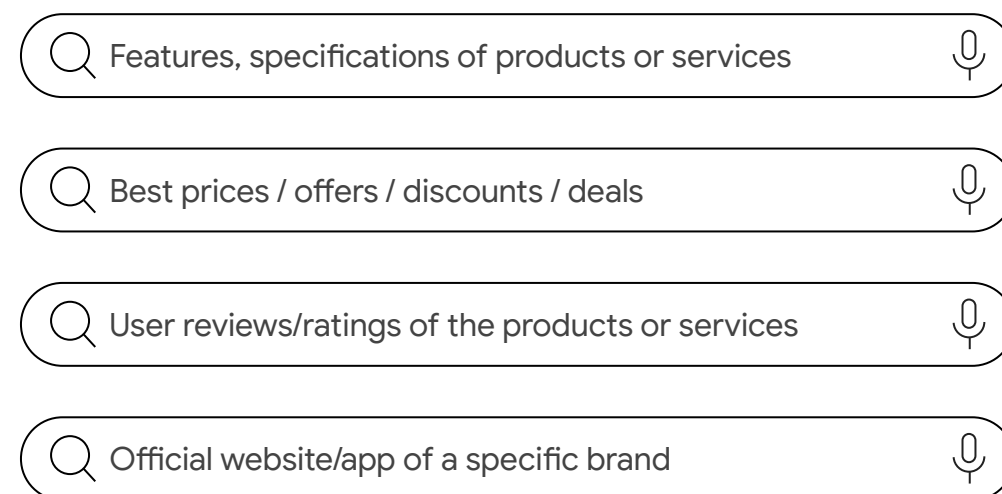 Features, specifications of products or services
Best prices / offers / discounts / deals
User reviews/ratings of the products or services
Official website/app of a specific brand